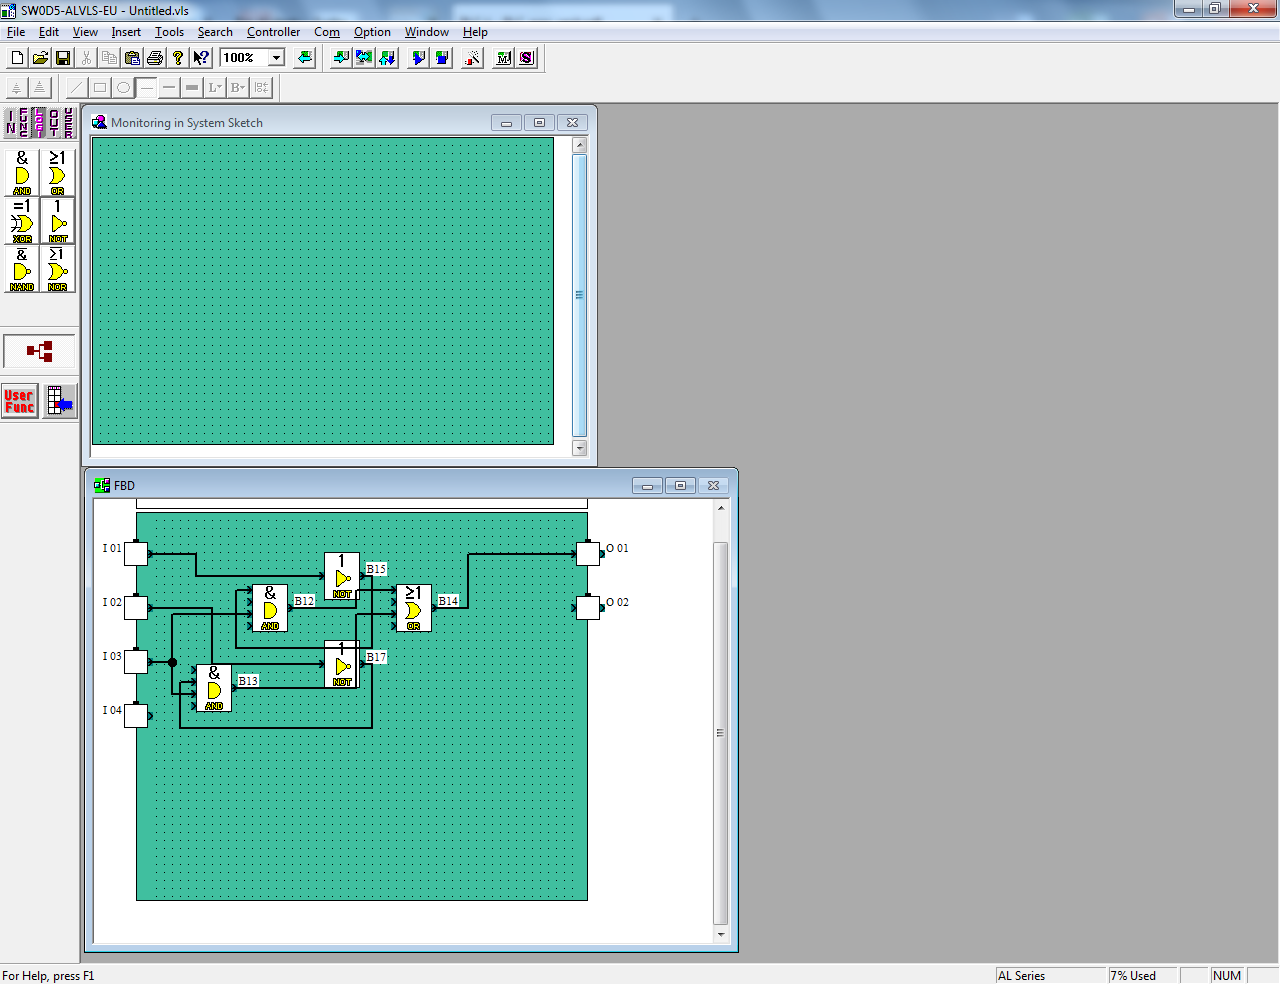 SW0D5-ALVLS-EU - Untitled.vls
File Edit View Insert Tools Search Controller Com Option Window Help
100%
L B
IN FUNC LOGI OUT USER
& ≥1
AND OR
=1 1
XOR NOT
& ≥1
NAND NOR
User
Func
Monitoring in System Sketch
FBD
I 01
1
B15
NOT
O 01
I 02
&
B12
AND
≥1
B14
OR
O 02
I 03
1
B17
NOT
&
B13
AND
I 04
For Help, press F1
AL Series
7% Used
NUM